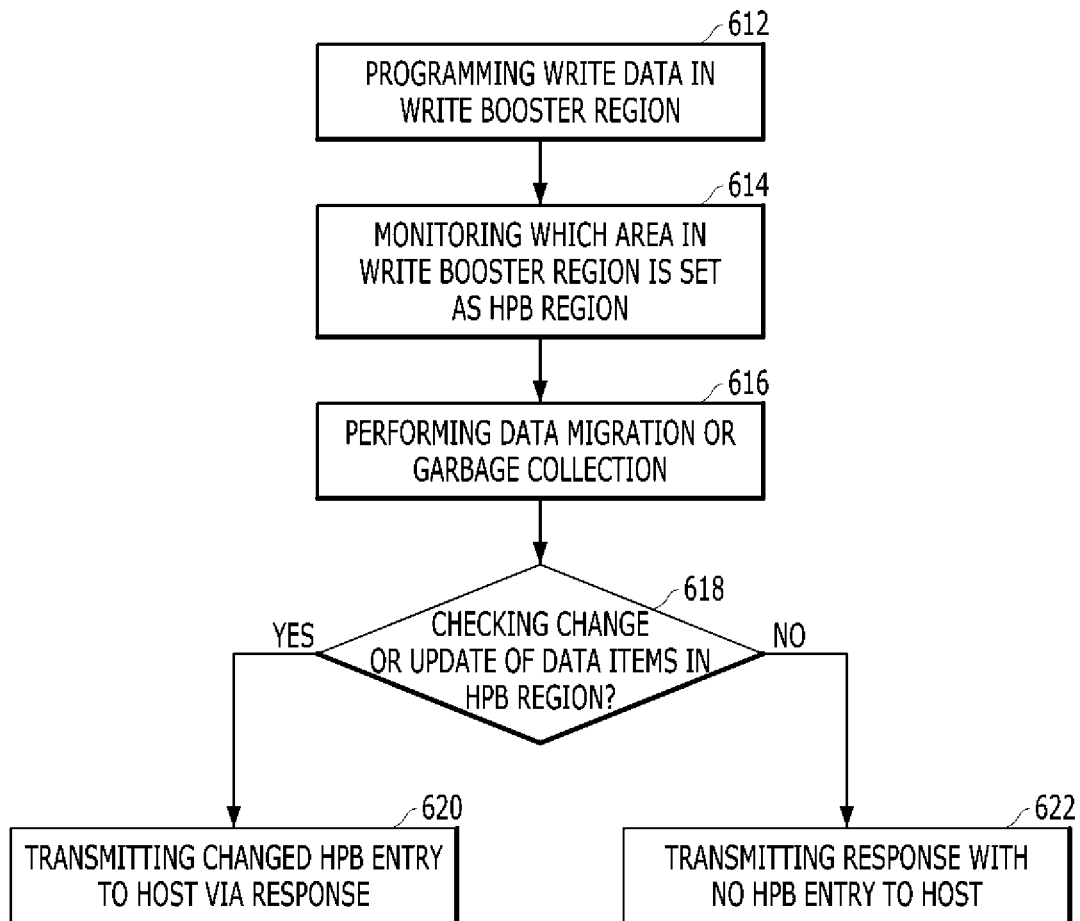 612
PROGRAMMING WRITE DATA IN
WRITE BOOSTER REGION
614
MONITORING WHICH AREA IN
WRITE BOOSTER REGION IS SET
AS HPB REGION
616
PERFORMING DATA MIGRATION OR
GARBAGE COLLECTION
618
YES
CHECKING CHANGE
NO
OR UPDATE OF DATA ITEMS IN
HPB REGION?
620
TRANSMITTING CHANGED HPB ENTRY
TO HOST VIA RESPONSE
622
TRANSMITTING RESPONSE WITH
NO HPB ENTRY TO HOST